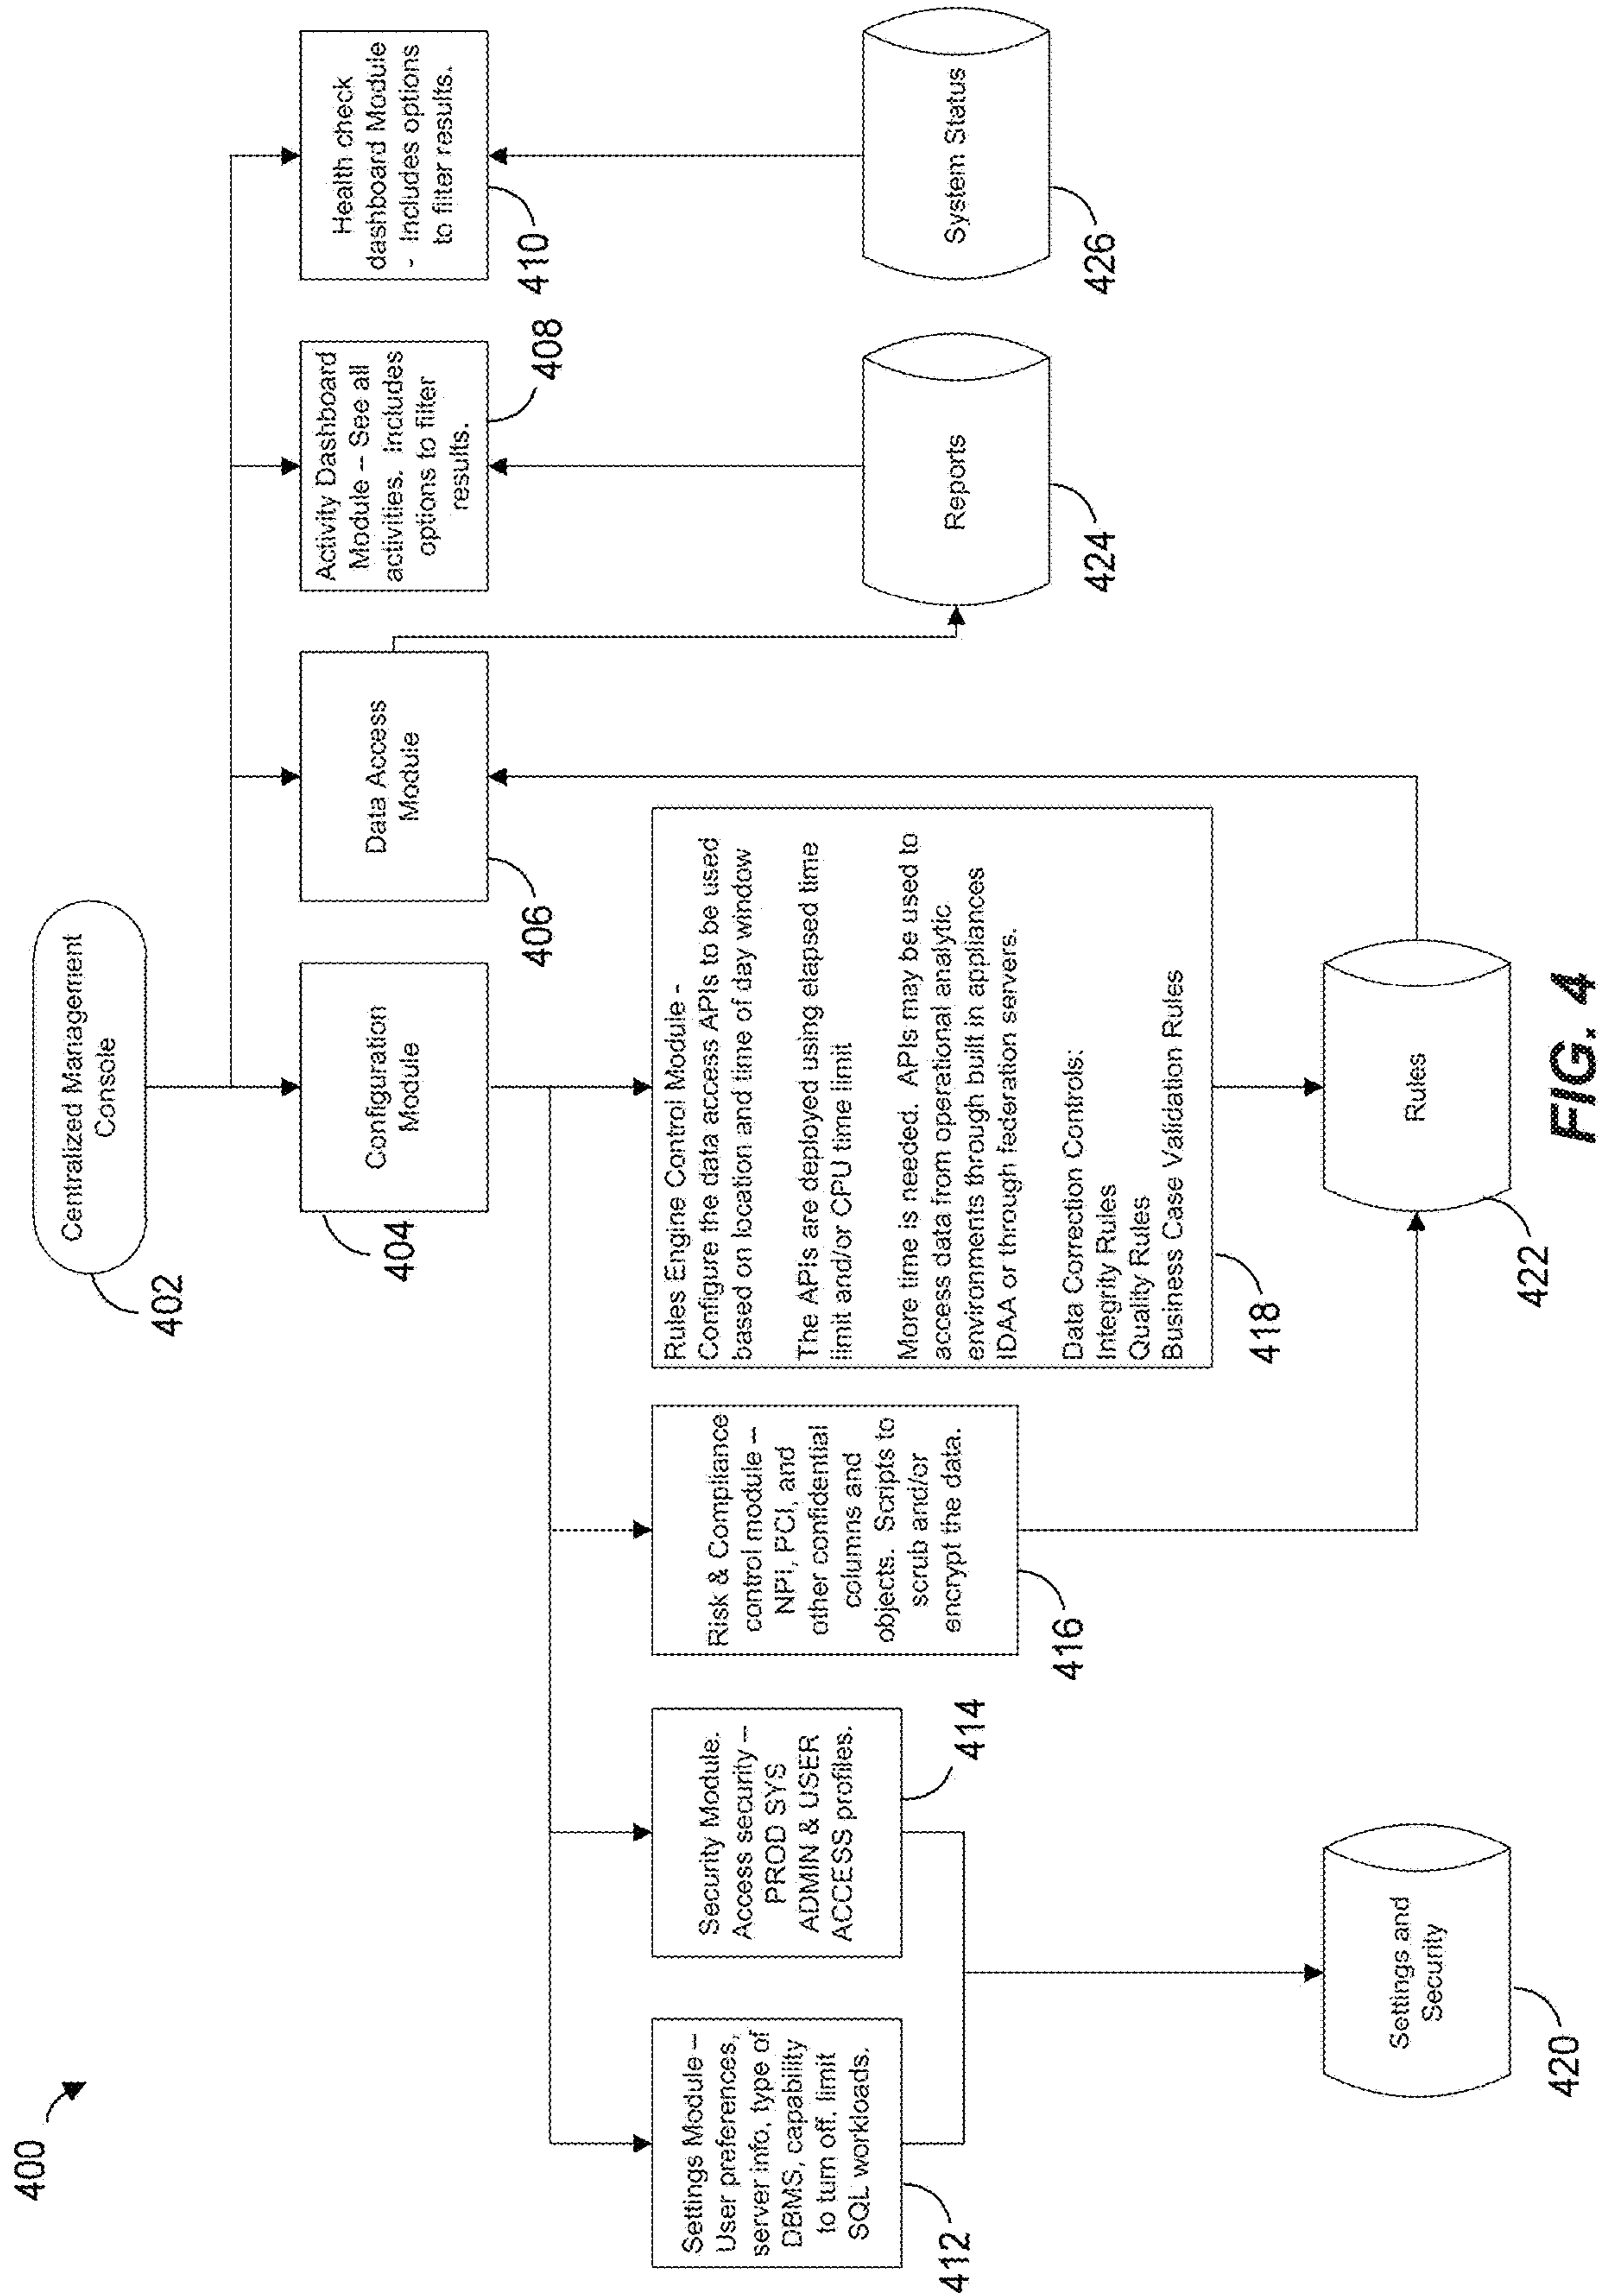 400
Centralized Management
Console
402
Configuration
Module
404
Data Access
Module
406
Activity Dashboard
Module – See all
activities. Includes
options to filter
results.
408
Health check
dashboard Module
- Includes options
to filter results.
410
Settings Module –
User preferences,
server info, type of
DBMS, capability
to turn off, limit
SQL workloads.
412
Security Module.
Access security –
PROD SYS
ADMIN & USER
ACCESS profiles.
414
Risk & Compliance
control module –
NPI, PCI, and
other confidential
columns and
objects. Scripts to
scrub and/or
encrypt the data.
416
Rules Engine Control Module -
Configure the data access APIs to be used
based on location and time of day window
The APIs are deployed using elapsed time
limit and/or CPU time limit
More time is needed. APIs may be used to
access data from operational analytic
environments through built in appliances
IDAA or through federation servers.
Data Correction Controls:
Integrity Rules
Quality Rules
Business Case Validation Rules
418
Settings and
Security
420
Rules
422
Reports
424
System Status
426
FIG. 4